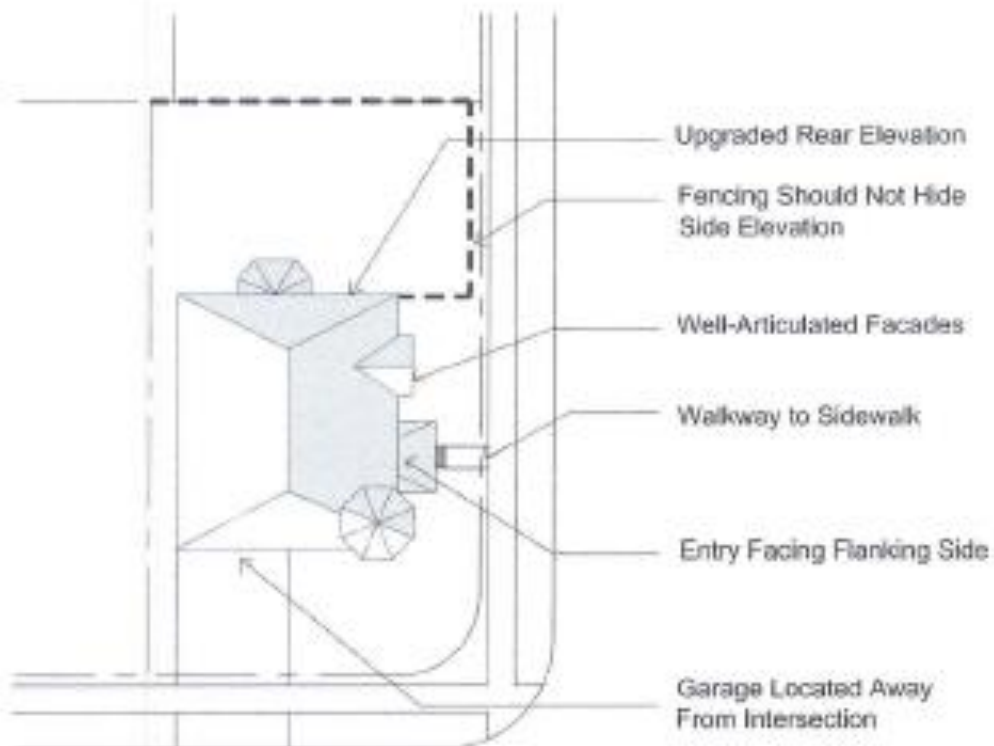 Upgraded Rear Elevation
Fencing Should Not Hide
Side Elevation
Well-Articulated Facades
Walkway to Sidewalk
Entry Facing Flanking Side
Garage Located Away
From Intersection